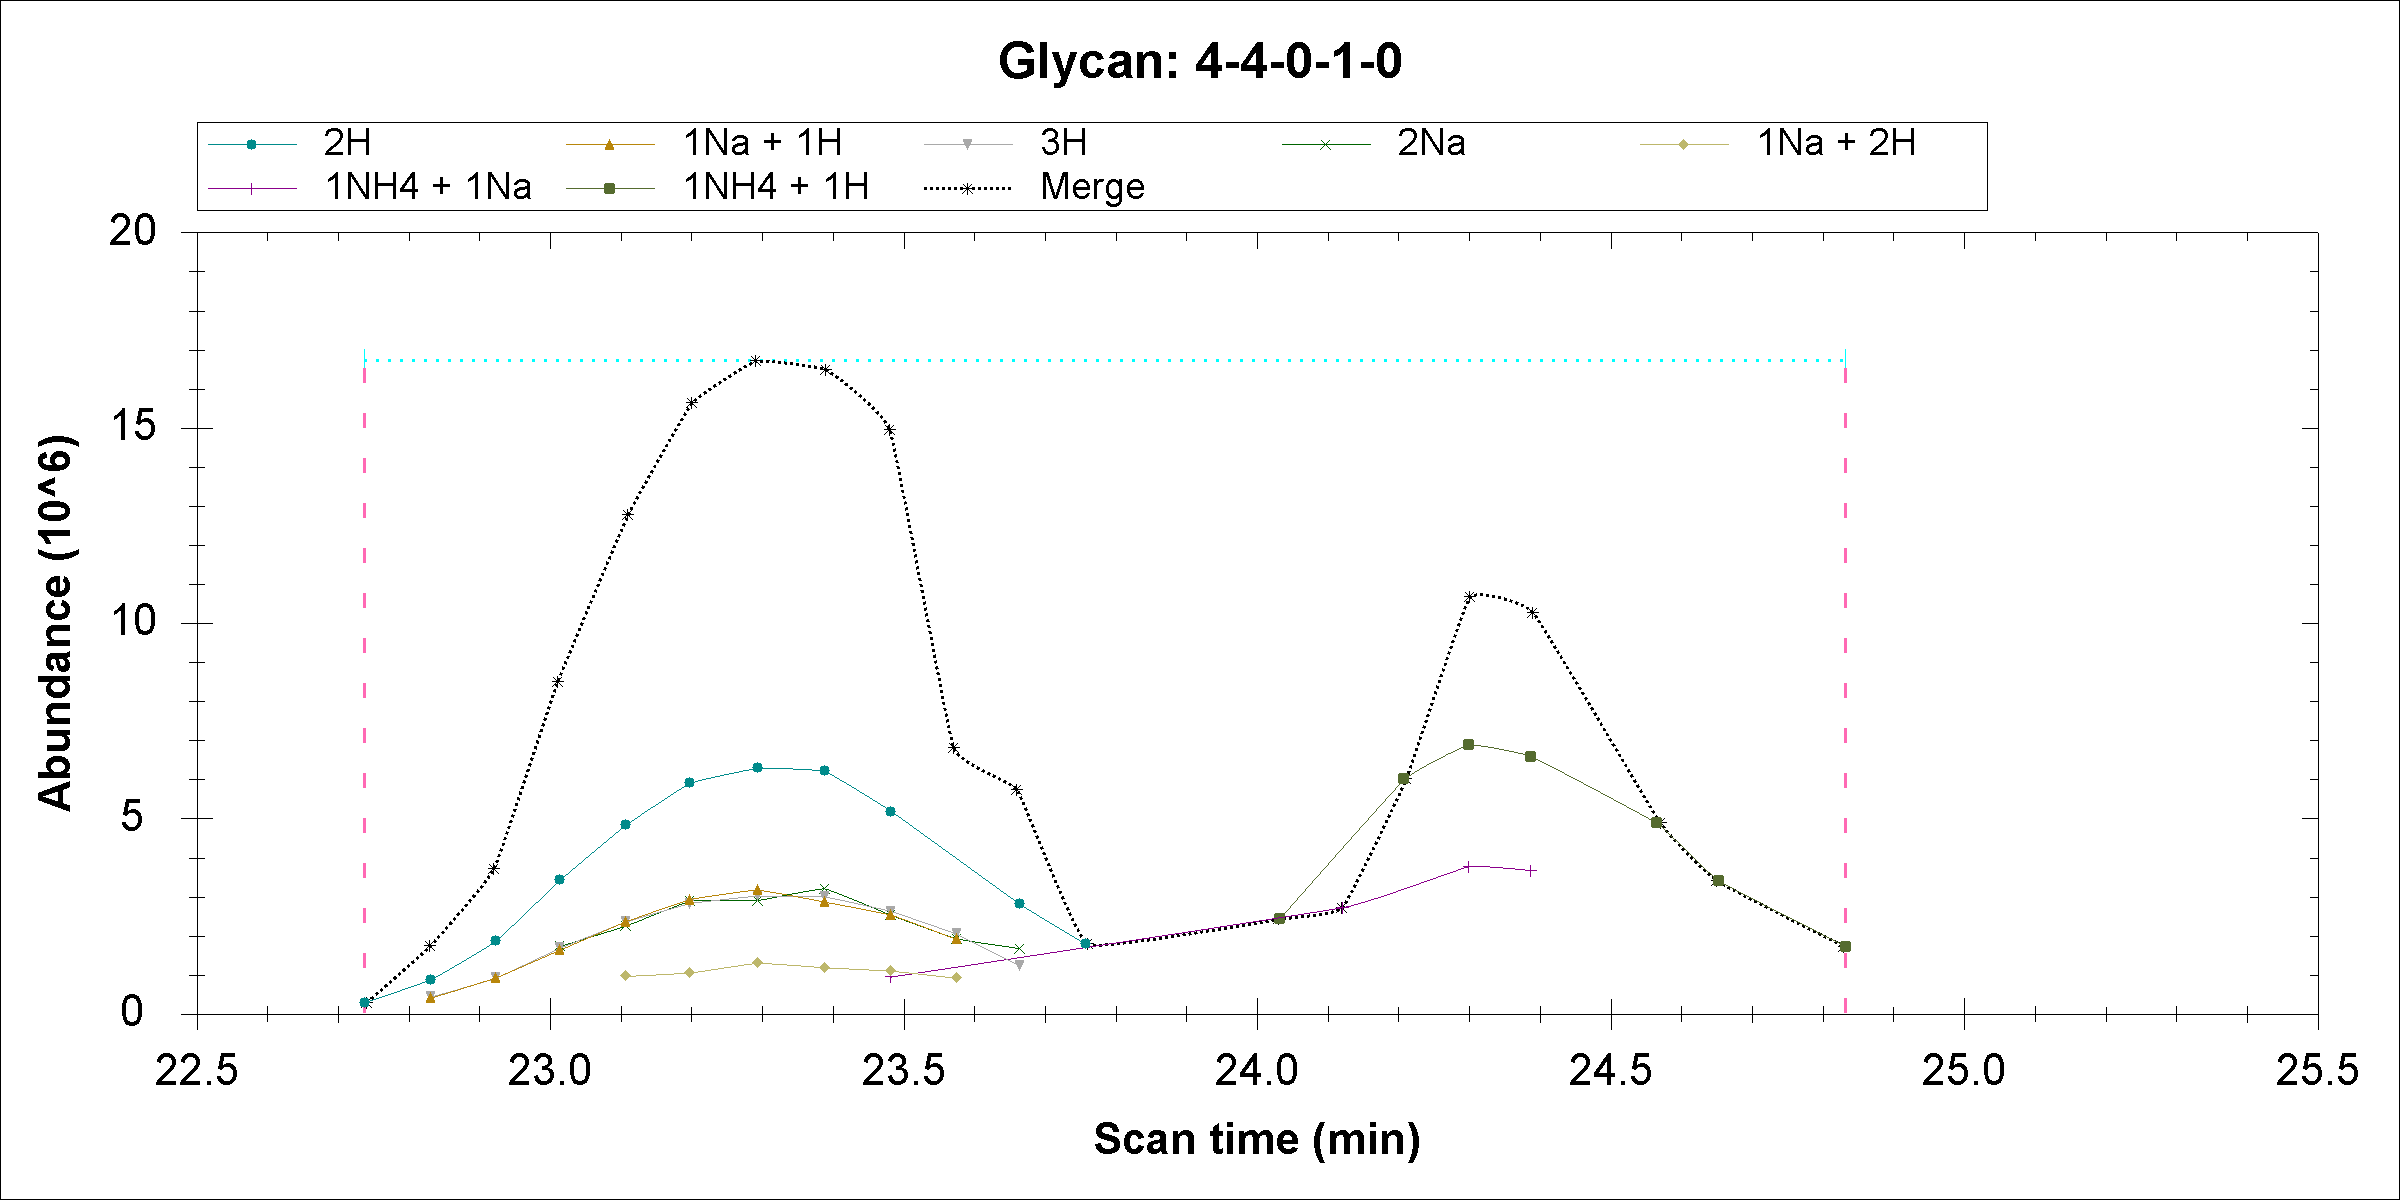 Glycan: 4-4-0-1-0
2H 1Na + 1H 3H 2Na 1Na + 2H
1NH4 + 1Na 1NH4 + 1H Merge
20
15
10
5
0
Abundance (10^6)
22.5 23.0 23.5 24.0 24.5 25.0 25.5
Scan time (min)